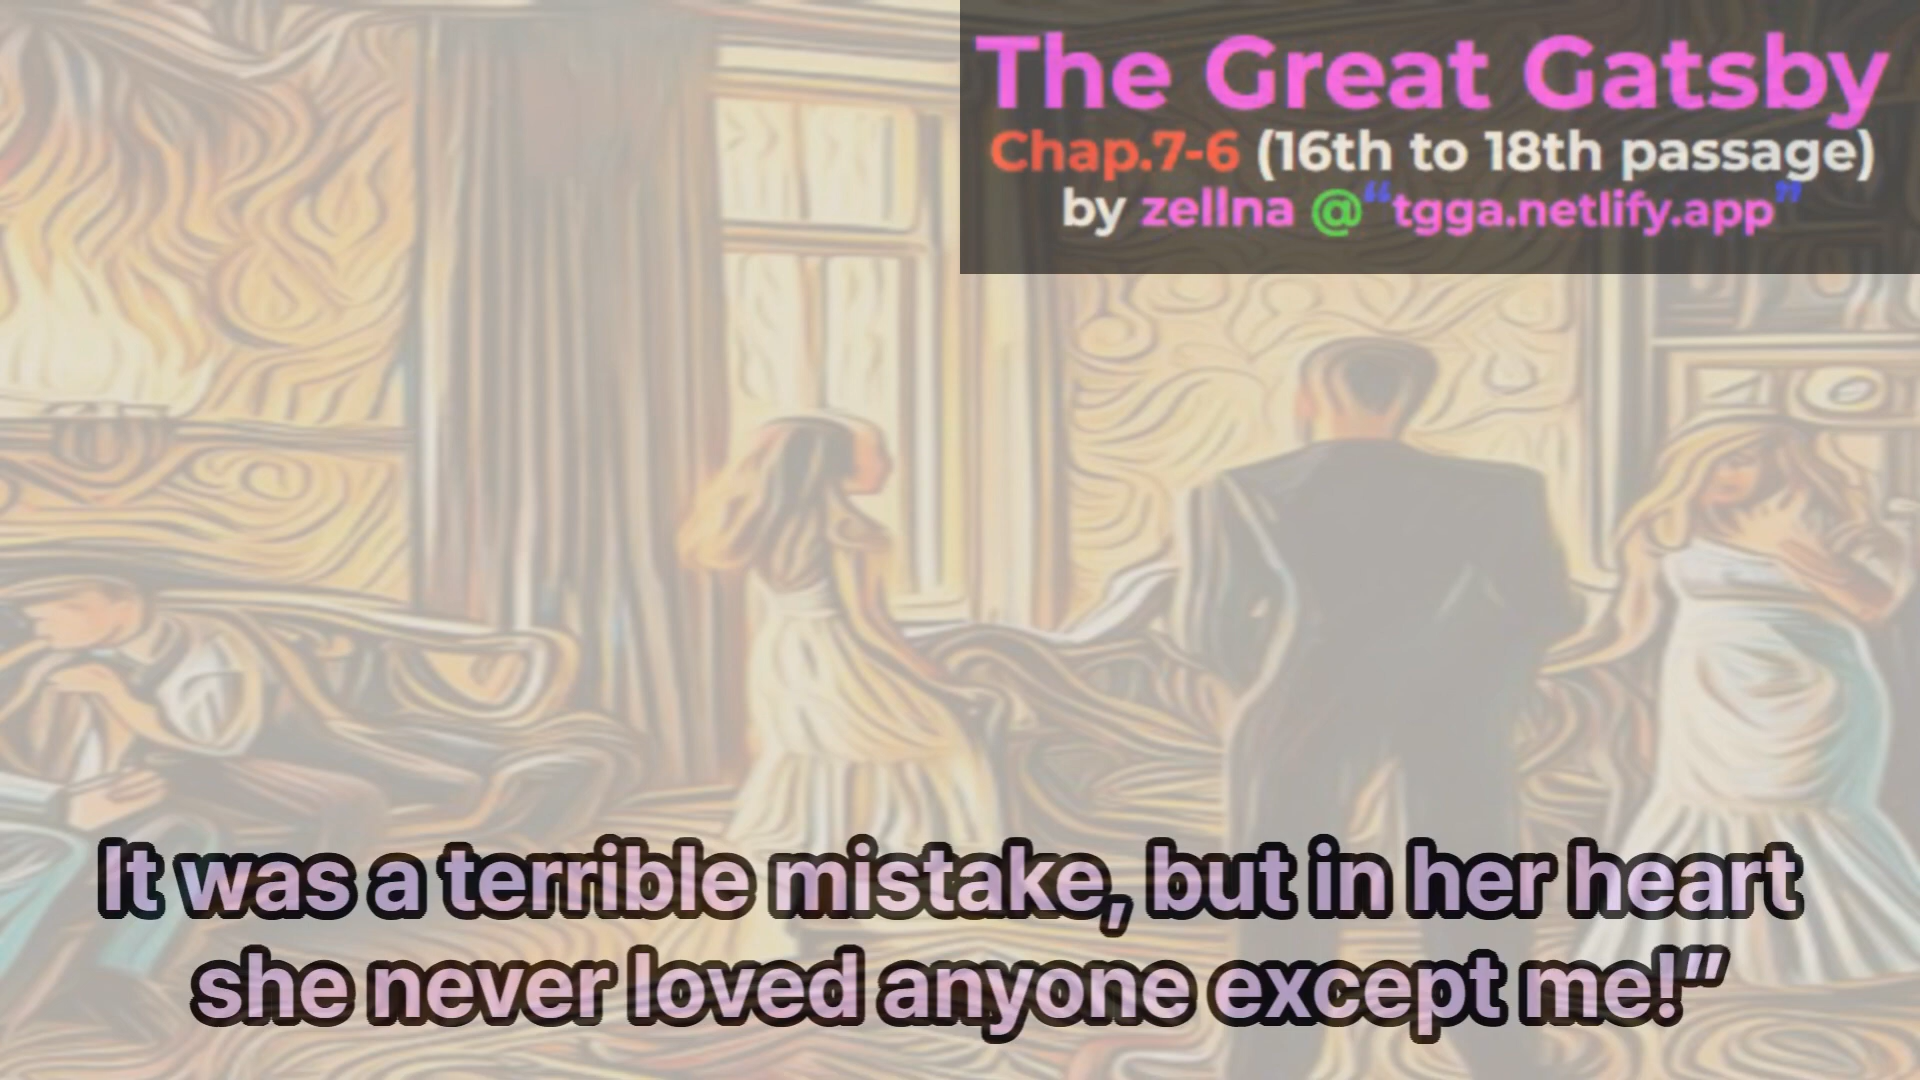 The Great Gatsby
Chap.7-6 (16th to 18th passage)
by zellna @“tgga.netlify.app”
It was a terrible mistake, but in her heart
she never loved anyone except me!”